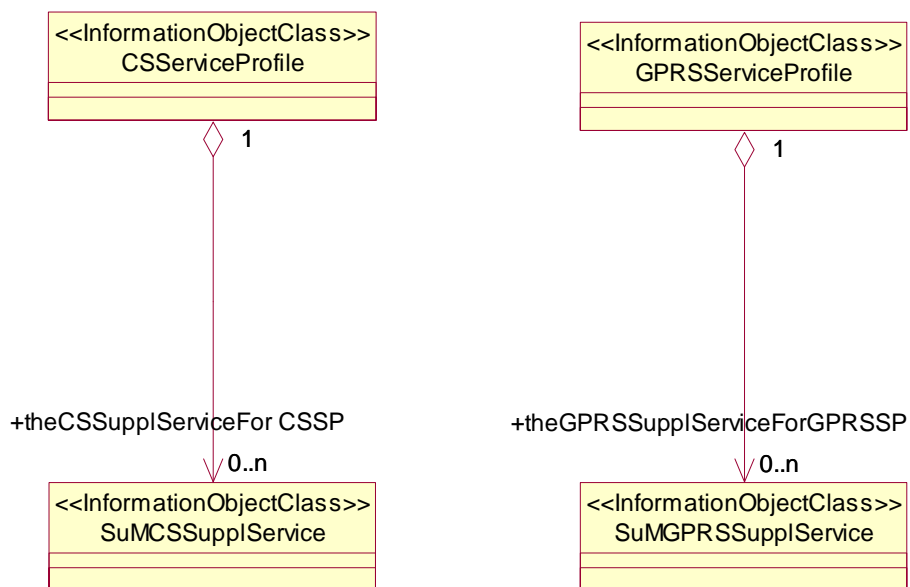 <<InformationObjectClass>>
CSServiceProfile
1
+theCSSupplServiceFor CSSP
0..n
<<InformationObjectClass>>
SuMCSSupplService
<<InformationObjectClass>>
GPRSServiceProfile
1
+theGPRSSupplServiceForGPRSSP
0..n
<<InformationObjectClass>>
SuMGPRSSupplService